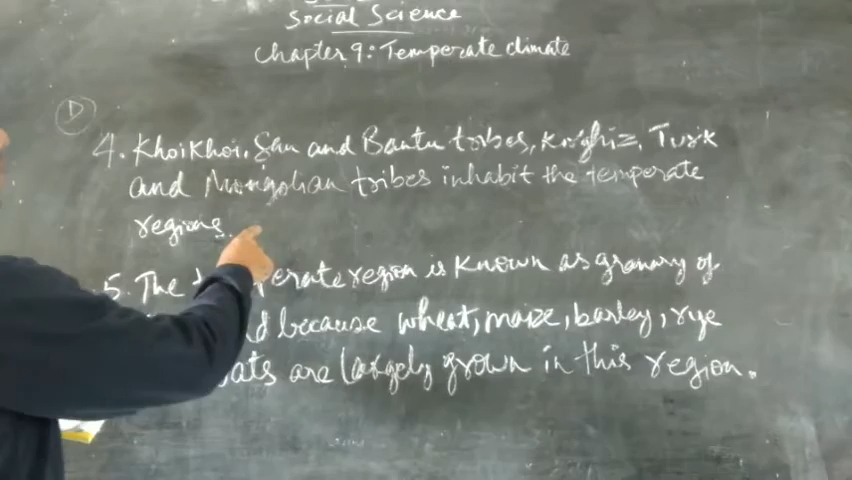 Social Science
Chapter 9: Temperate climate
D
4. Khoikhoi, San and Bantu tribes, Kirghiz, Turk
and Mongolian tribes inhabit the temperate
regions.
5. The region is known as granary of
because wheat, maize, barley, rye
are largely grown in this region.